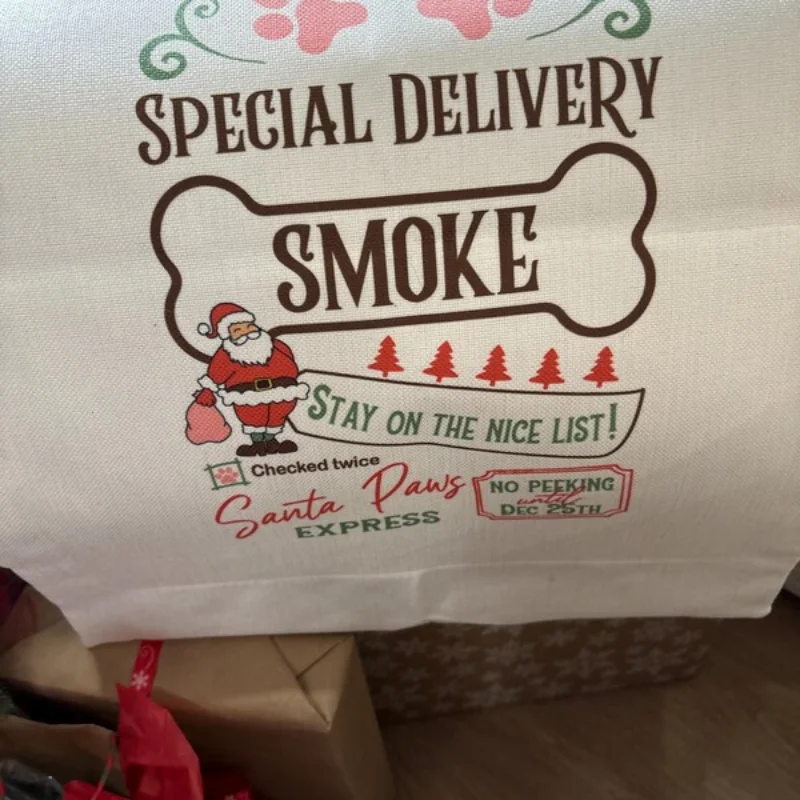 SPECIAL DELIVERY
SMOKE
STAY ON THE NICE LIST!
Checked twice
Santa Paws
EXPRESS
NO PEEKING
until
DEC 25TH